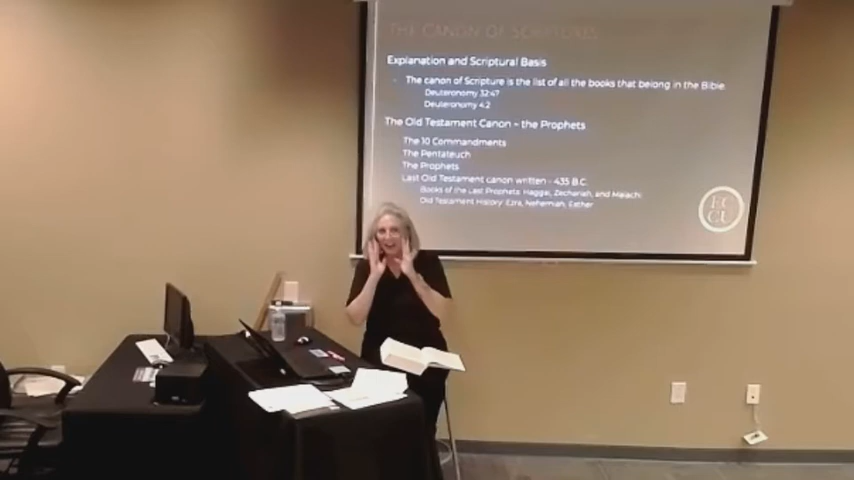 THE CANON OF SCRIPTURES
Explanation and Scriptural Basis
- The canon of Scripture is the list of all the books that belong in the Bible
Deuteronomy 32:47
Deuteronomy 4:2
The Old Testament Canon – the Prophets
The 10 Commandments
The Pentateuch
The Prophets
Last Old Testament canon written - 435 B.C.
Books of the Last Prophets: Haggai, Zechariah, and Malachi
Old Testament History: Ezra, Nehemiah, Esther
EC
CU